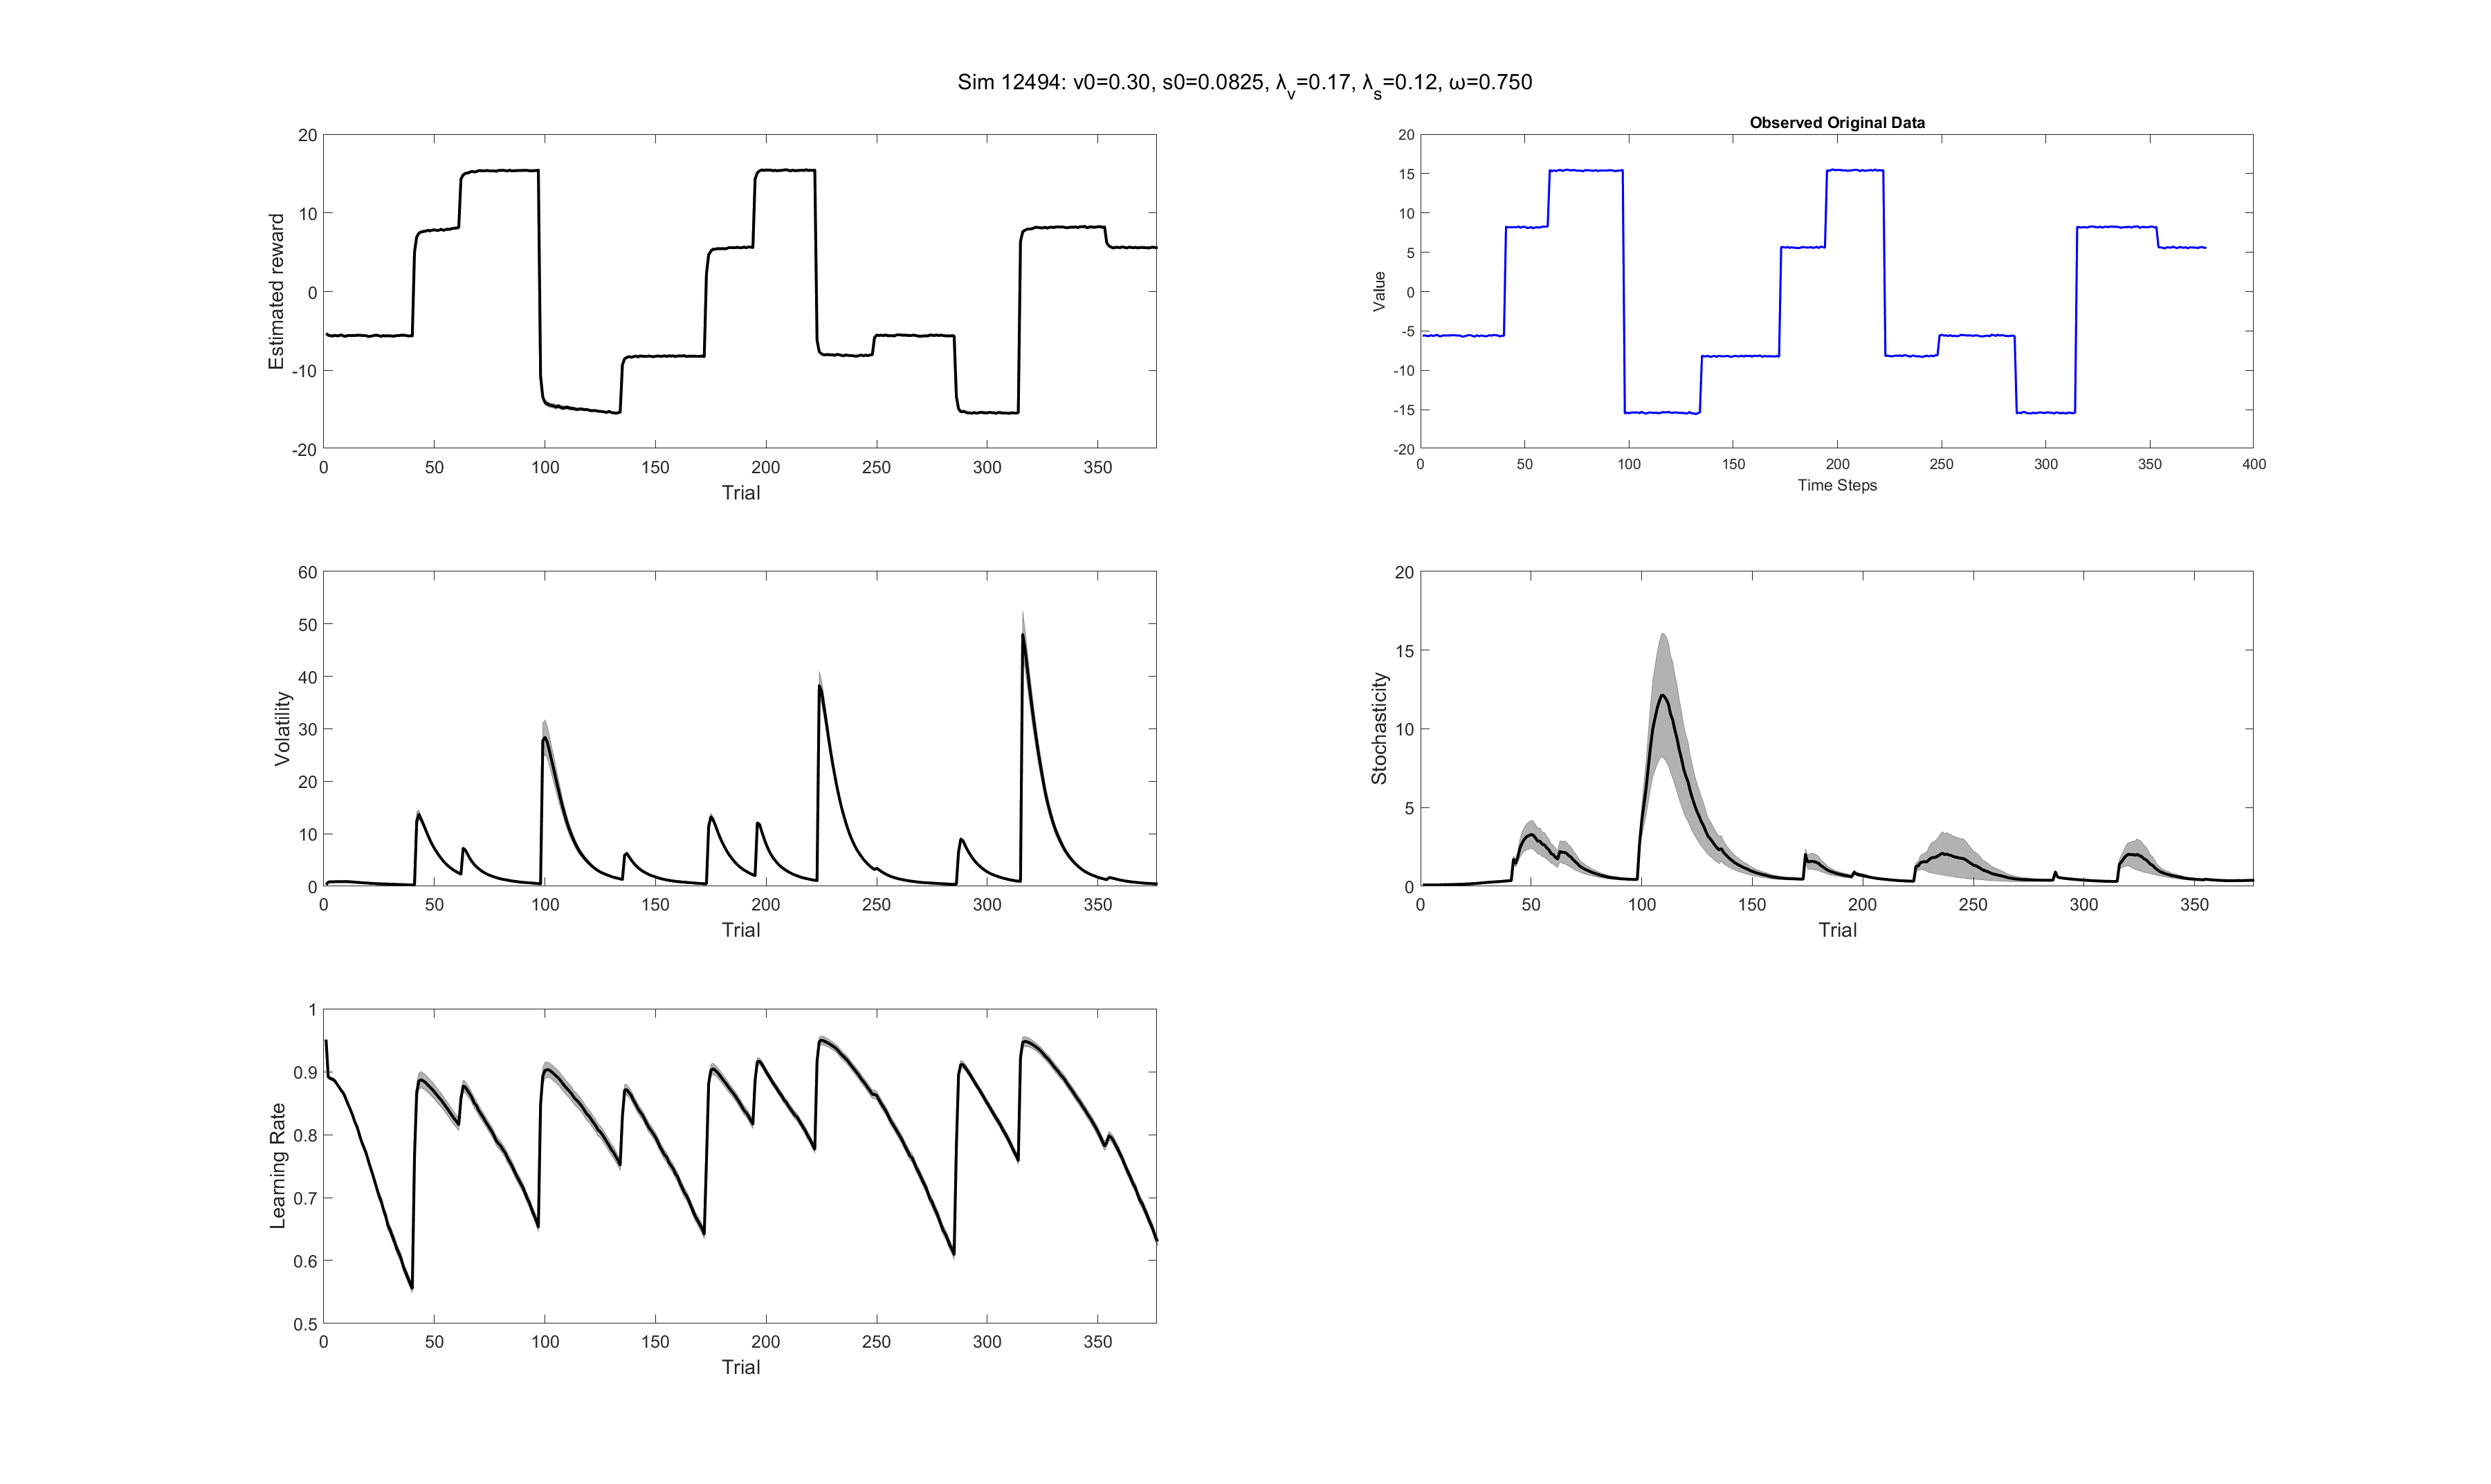 Sim 12494: v0=0.30, s0=0.0825, λv=0.17, λs=0.12, ω=0.750
20
10
0
-10
-20
Estimated reward
0 50 100 150 200 250 300 350
Trial
Observed Original Data
20
15
10
5
0
-5
-10
-15
-20
Value
0 50 100 150 200 250 300 350 400
Time Steps
60
50
40
30
20
10
0
Volatility
0 50 100 150 200 250 300 350
Trial
20
15
10
5
0
Stochasticity
0 50 100 150 200 250 300 350
Trial
1
0.9
0.8
0.7
0.6
0.5
Learning Rate
0 50 100 150 200 250 300 350
Trial